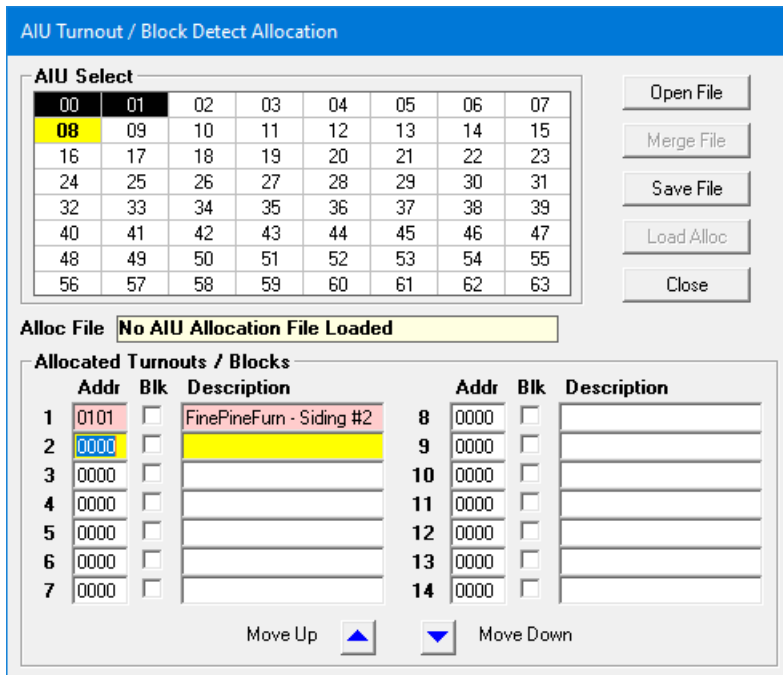 AIU Turnout / Block Detect Allocation
AIU Select
00 01 02 03 04 05 06 07
08 09 10 11 12 13 14 15
16 17 18 19 20 21 22 23
24 25 26 27 28 29 30 31
32 33 34 35 36 37 38 39
40 41 42 43 44 45 46 47
48 49 50 51 52 53 54 55
56 57 58 59 60 61 62 63
Open File
Merge File
Save File
Load Alloc
Close
Alloc File No AIU Allocation File Loaded
Allocated Turnouts / Blocks
Addr Blk Description Addr Blk Description
1 0101 FinePineFurn - Siding #2 8 0000
2 0000 9 0000
3 0000 10 0000
4 0000 11 0000
5 0000 12 0000
6 0000 13 0000
7 0000 14 0000
Move Up Move Down